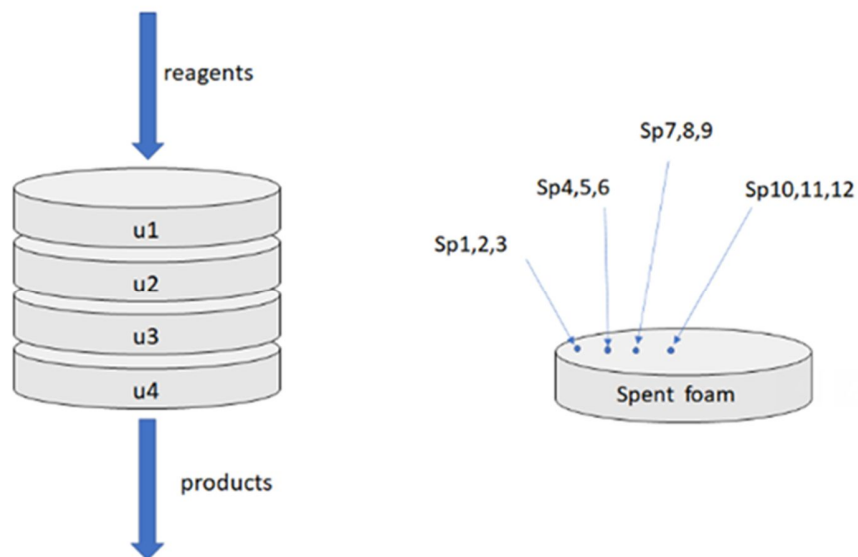 reagents
u1
u2
u3
u4
products
Sp7,8,9
Sp4,5,6
Sp10,11,12
Sp1,2,3
Spent foam